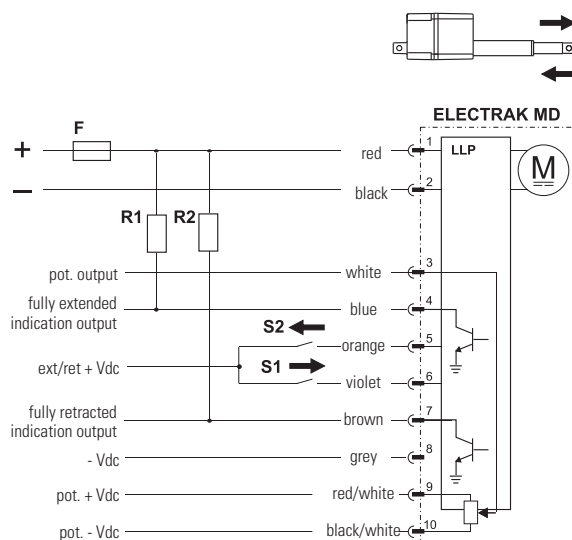 ELECTRAK MD
F
+
red
1
LLP
M
−
black
2
R1
R2
pot. output
white
3
fully extended
indication output
blue
4
S2
orange
5
ext/ret + Vdc
S1
violet
6
fully retracted
indication output
brown
7
- Vdc
grey
8
pot. + Vdc
red/white
9
pot. - Vdc
black/white
10